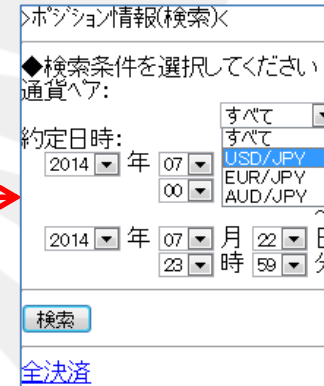 >ポジション情報(検索)<
◆検索条件を選択してください
通貨ペア:
すべて
約定日時:
すべて
USD/JPY
EUR/JPY
AUD/JPY
2014 年 07
00
～
2014 年 07 月 22 日
23 時 59 分
検索
全決済